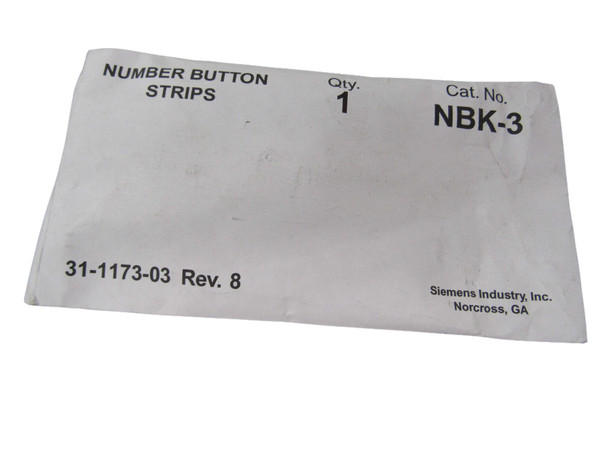 NUMBER BUTTON
STRIPS
Qty.
1
Cat. No.
NBK-3
31-1173-03 Rev. 8
Siemens Industry, Inc.
Norcross, GA